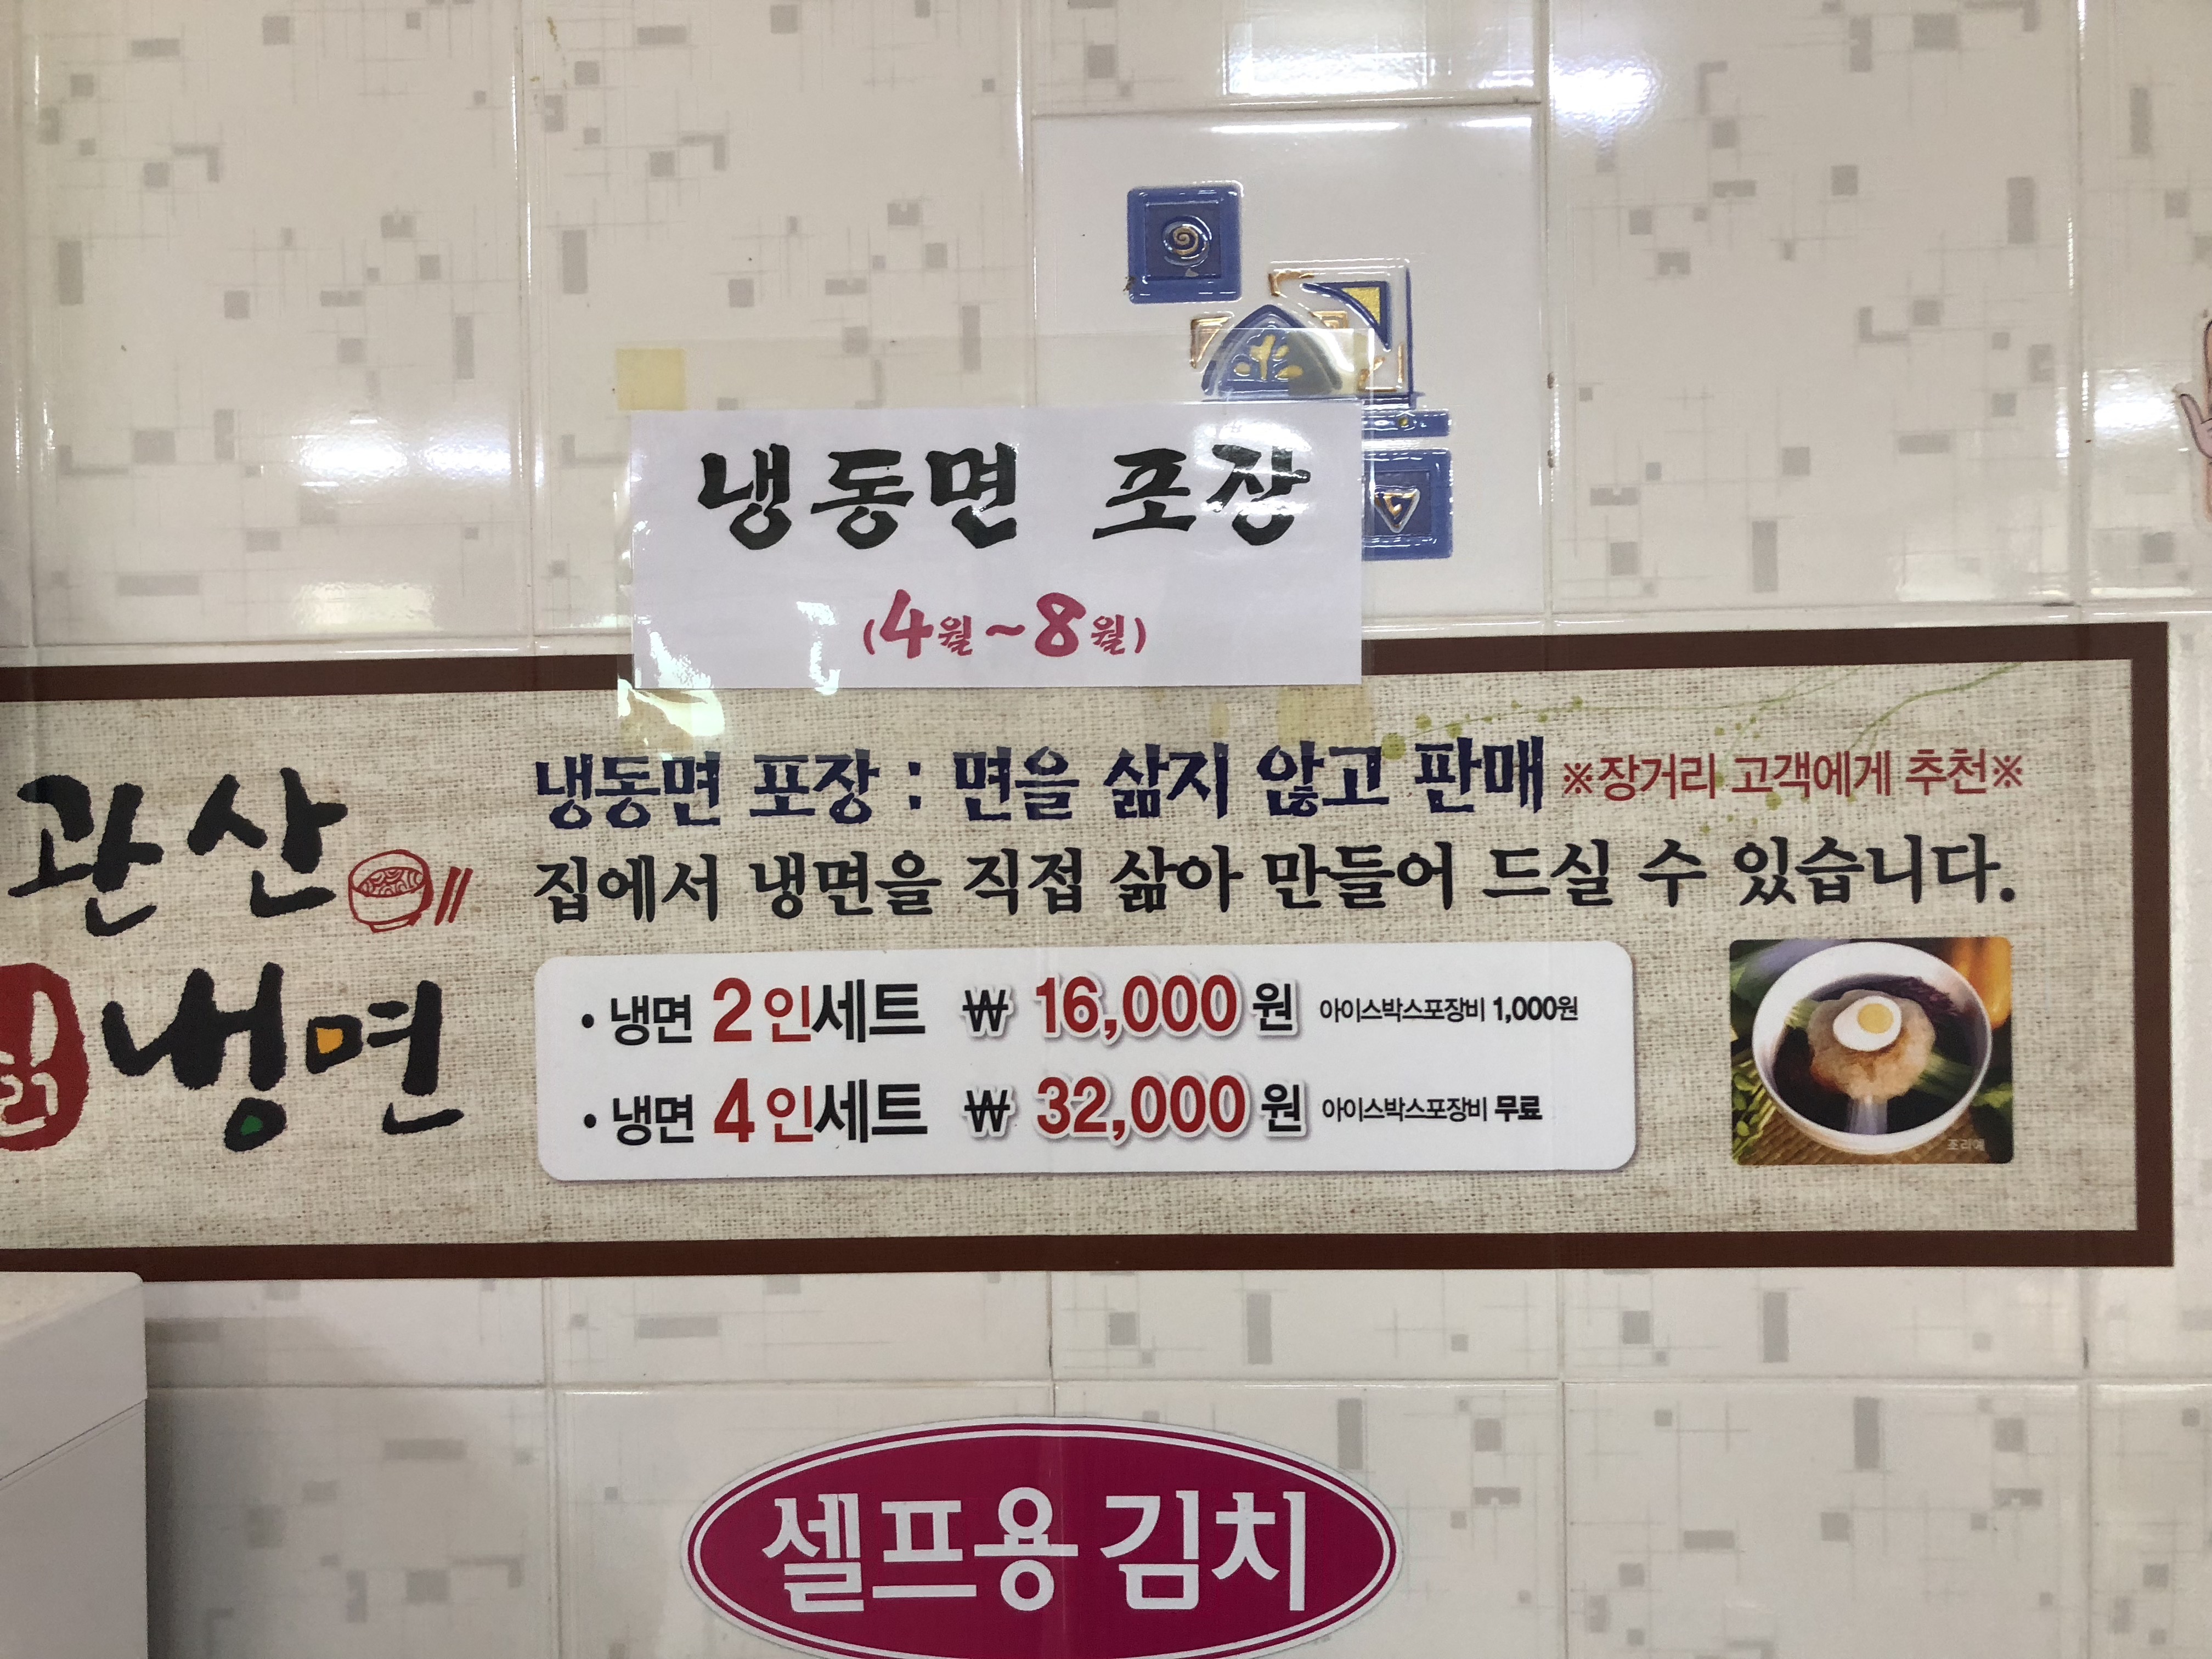 냉동면 포장
(4월~8월)
관산
냉면
냉동면 포장 : 면을 삶지 않고 판매 ※장거리 고객에게 추천※
집에서 냉면을 직접 삶아 만들어 드실 수 있습니다.
• 냉면 2인세트 ₩ 16,000원 아이스박스포장비 1,000원
• 냉면 4인세트 ₩ 32,000원 아이스박스포장비 무료
조리예
셀프용 김치